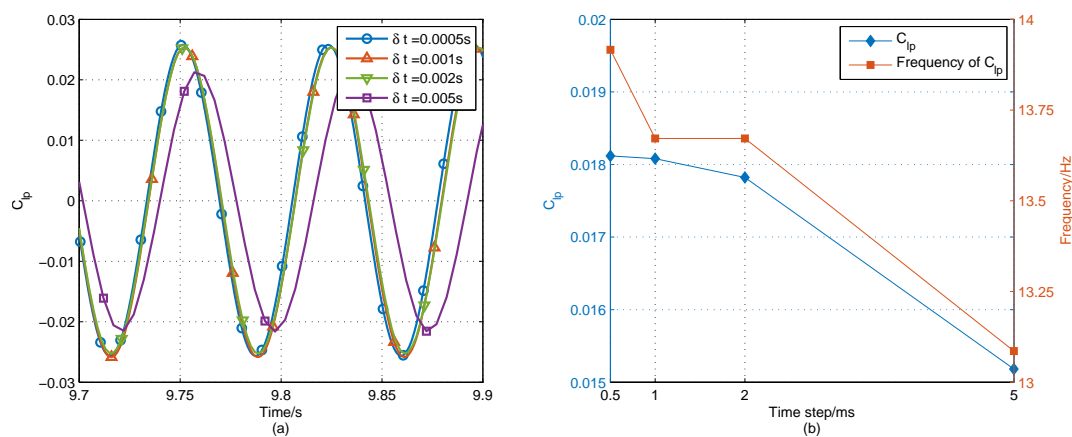 0.03
0.02
0.01
0
−0.01
−0.02
−0.03
C_lp
9.7
9.75
9.8
9.85
9.9
Time/s
(a)
δ t =0.0005s
δ t =0.001s
δ t =0.002s
δ t =0.005s
0.02
0.019
0.018
0.017
0.016
0.015
C_lp
0.5
1
2
5
Time step/ms
(b)
C_lp
Frequency of C_lp
14
13.75
13.5
13.25
13
Frequency/Hz